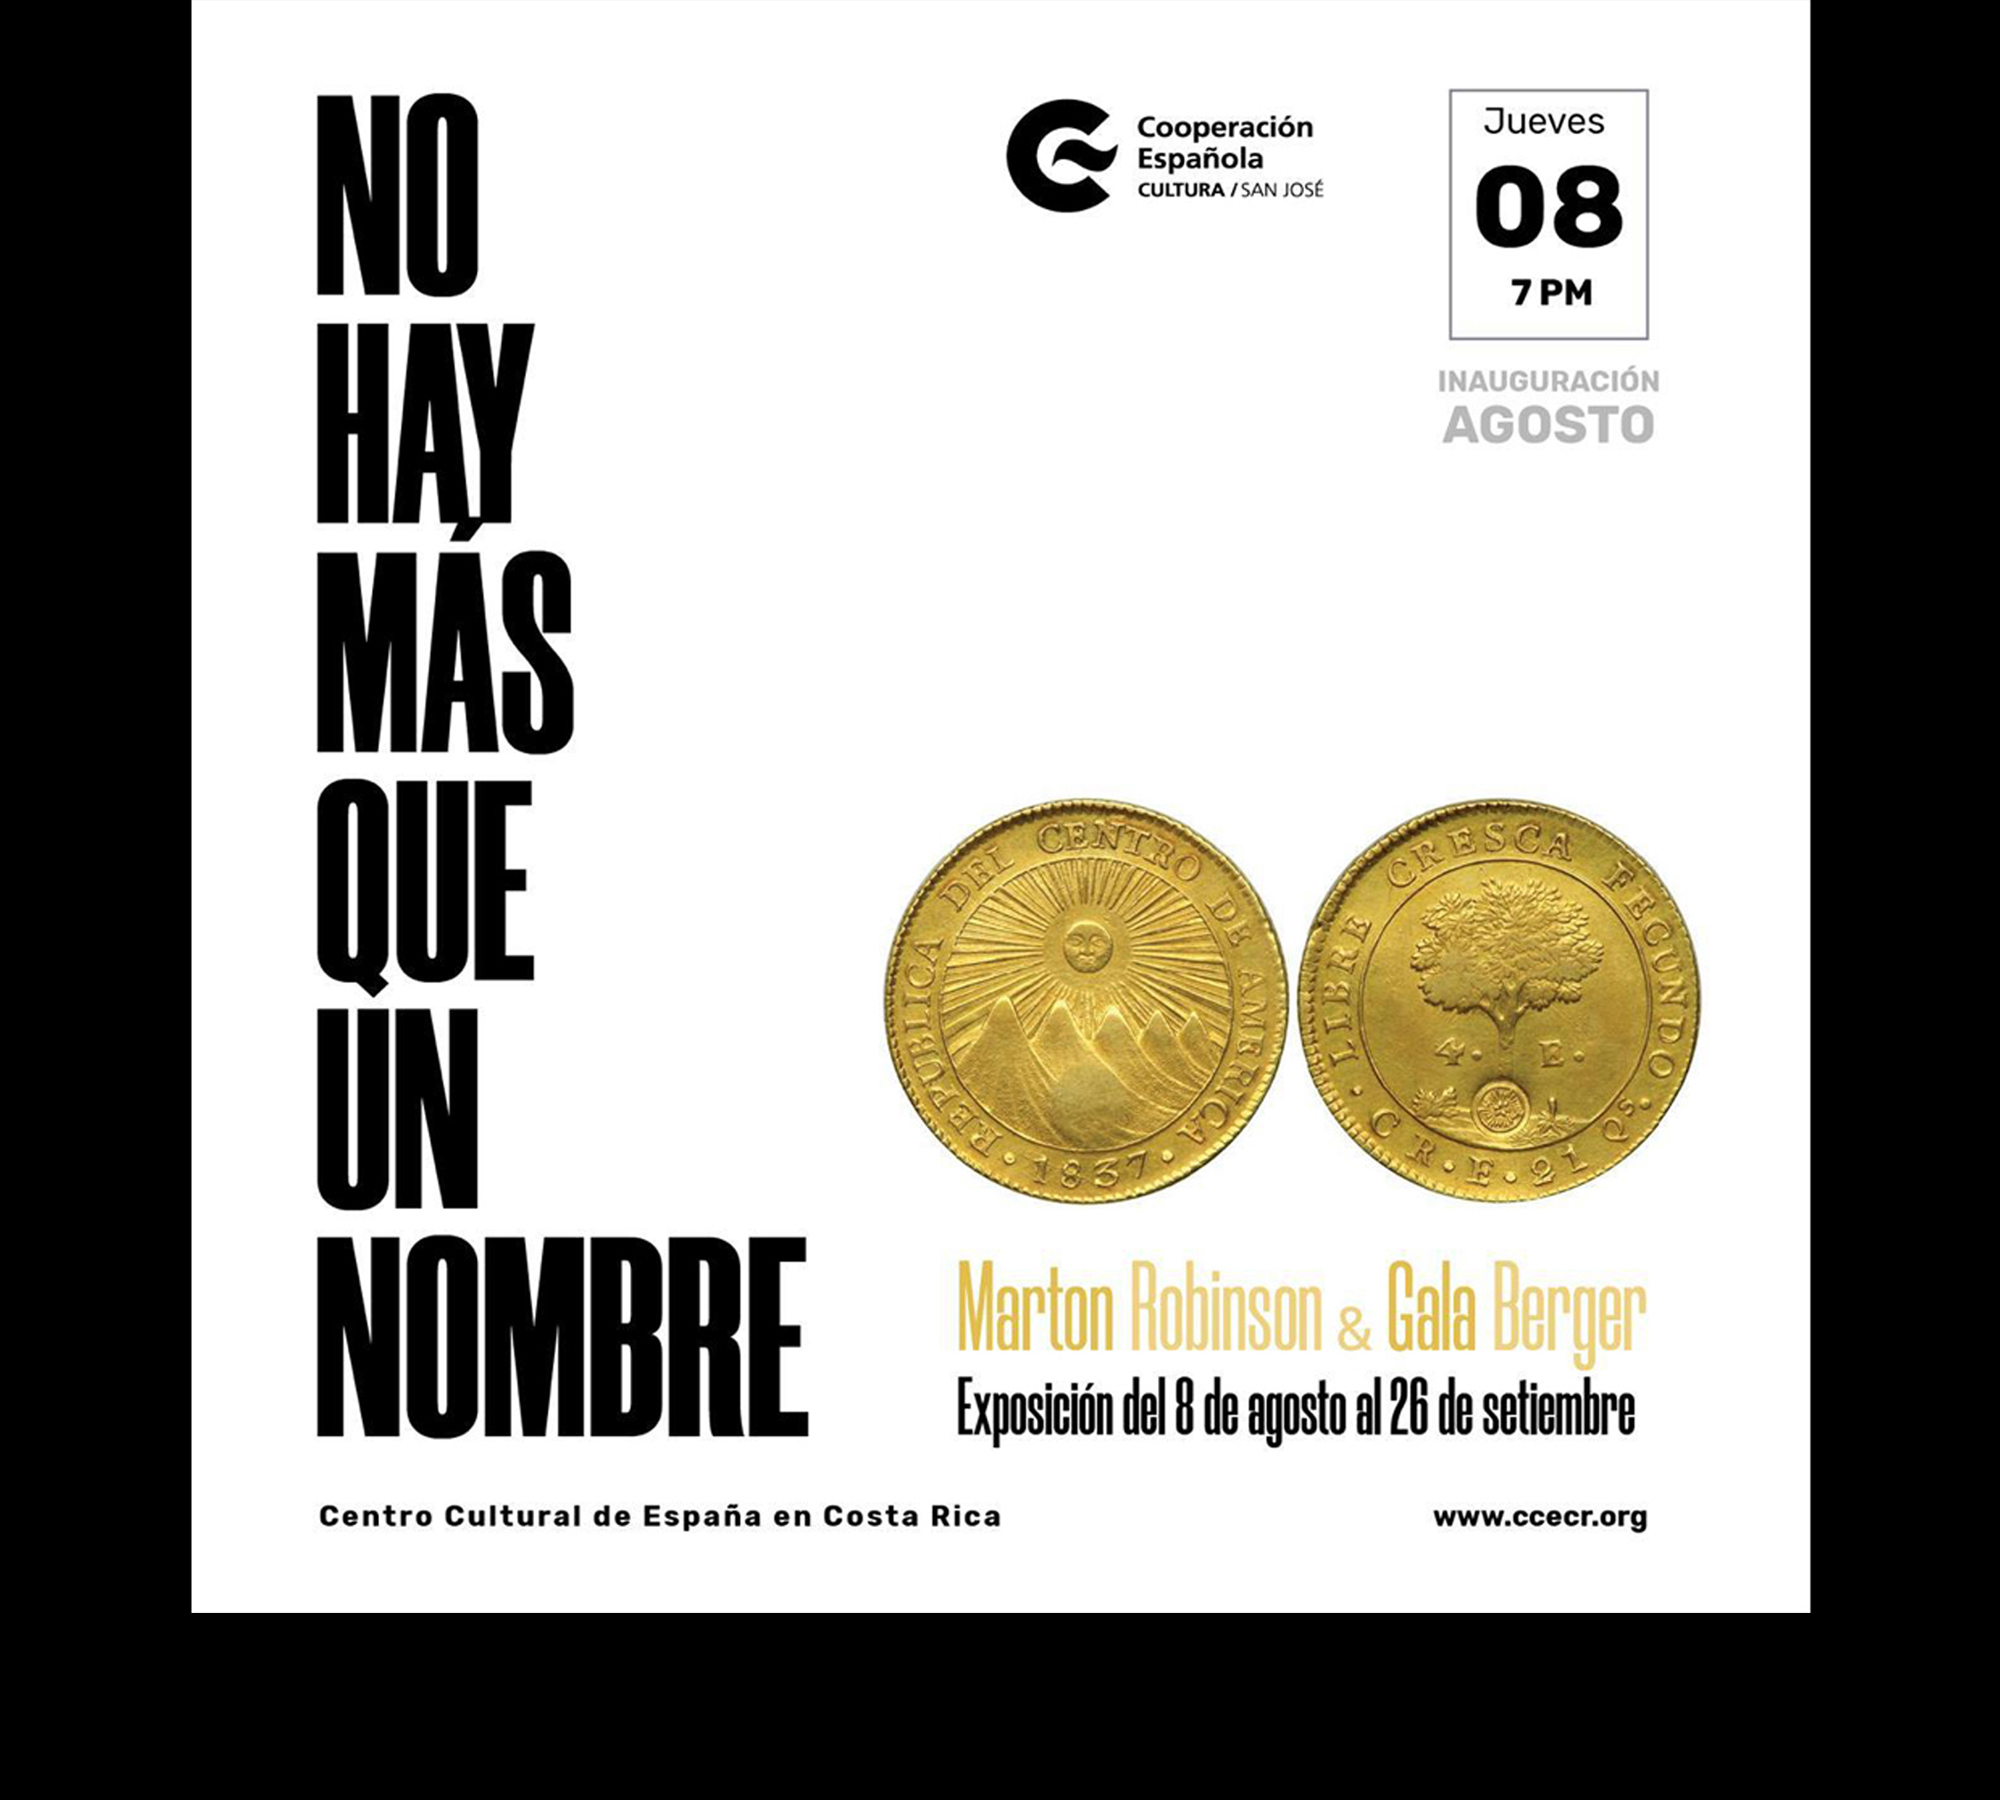 NO
HAY
MÁS
QUE
UN
NOMBRE
Cooperación
Española
CULTURA / SAN JOSÉ
Jueves
08
7 PM
INAUGURACIÓN
AGOSTO
REPUBLICA DEL CENTRO DE AMERICA
· 1837 ·
LIBRE CRESCA FECUNDO
4. E.
· C R · F · 21 Qs.
Marton Robinson & Gala Berger
Exposición del 8 de agosto al 26 de setiembre
Centro Cultural de España en Costa Rica
www.ccecr.org